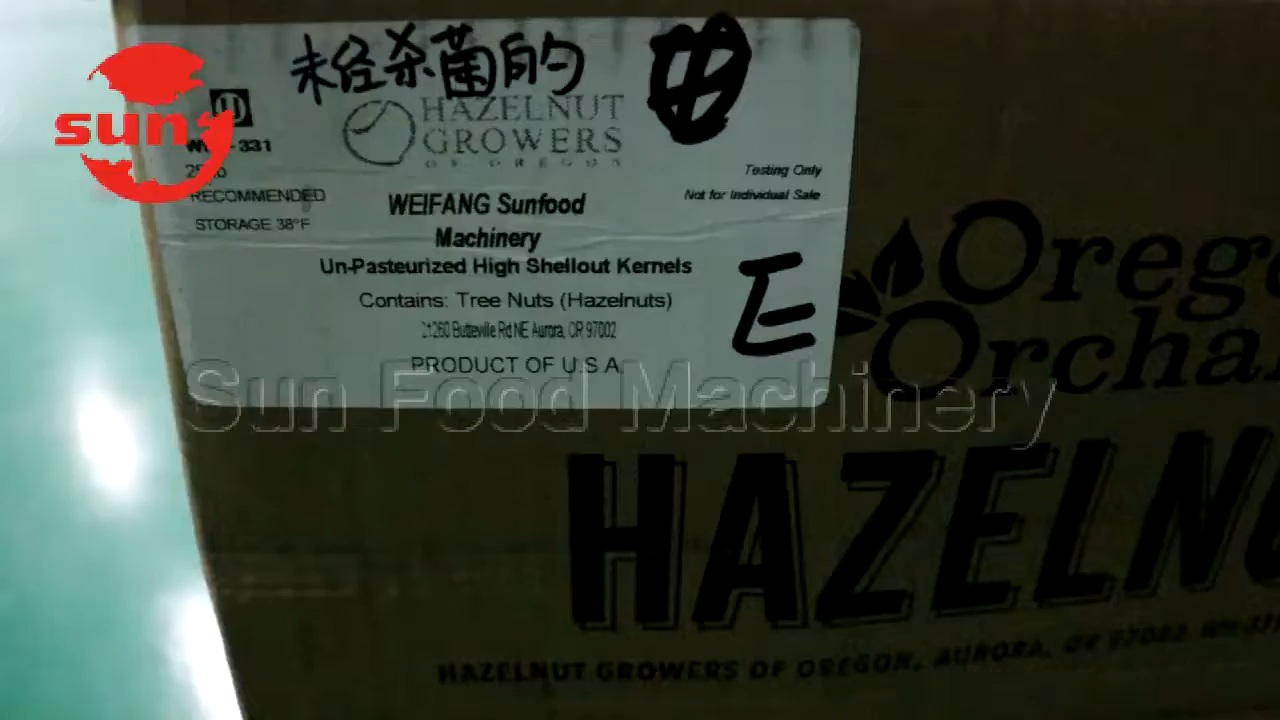 未经杀菌的
sun
U
HAZELNUT
GROWERS
OF OREGON
331
RECOMMENDED
STORAGE 38°F
Testing Only
Not for Individual Sale
WEIFANG Sunfood
Machinery
Un-Pasteurized High Shellout Kernels
Contains: Tree Nuts (Hazelnuts)
21260 Butteville Rd NE Aurora, OR 97002
PRODUCT OF U.S.A.
E
Sun Food Machinery
Orego
Orcha
HAZELNU
HAZELNUT GROWERS OF OREGON, AURORA, OR 97002